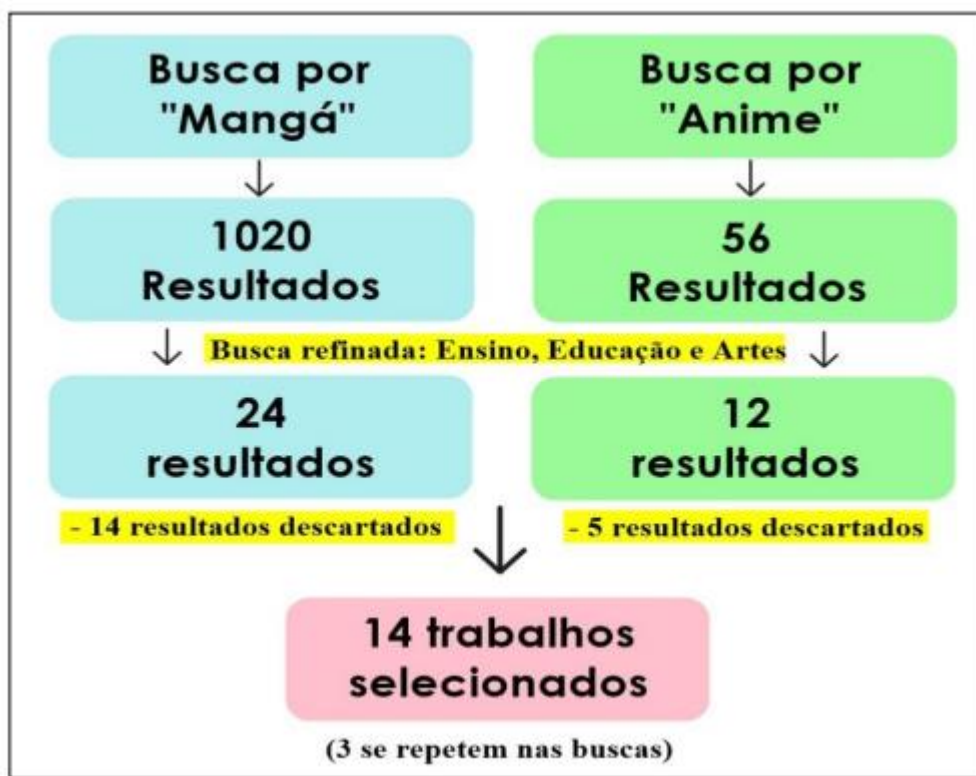 Busca por
"Mangá"
Busca por
"Anime"
1020
Resultados
56
Resultados
Busca refinada: Ensino, Educação e Artes
24
resultados
12
resultados
- 14 resultados descartados
- 5 resultados descartados
14 trabalhos
selecionados
(3 se repetem nas buscas)